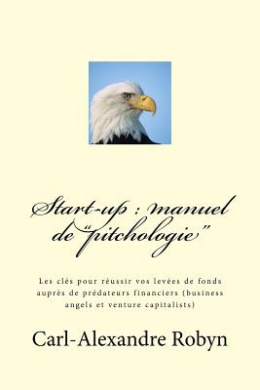 Start-up : manuel
de "pitchologie"
Les clés pour réussir vos levées de fonds
auprès de prédateurs financiers (business
angels et venture capitalists)
Carl-Alexandre Robyn